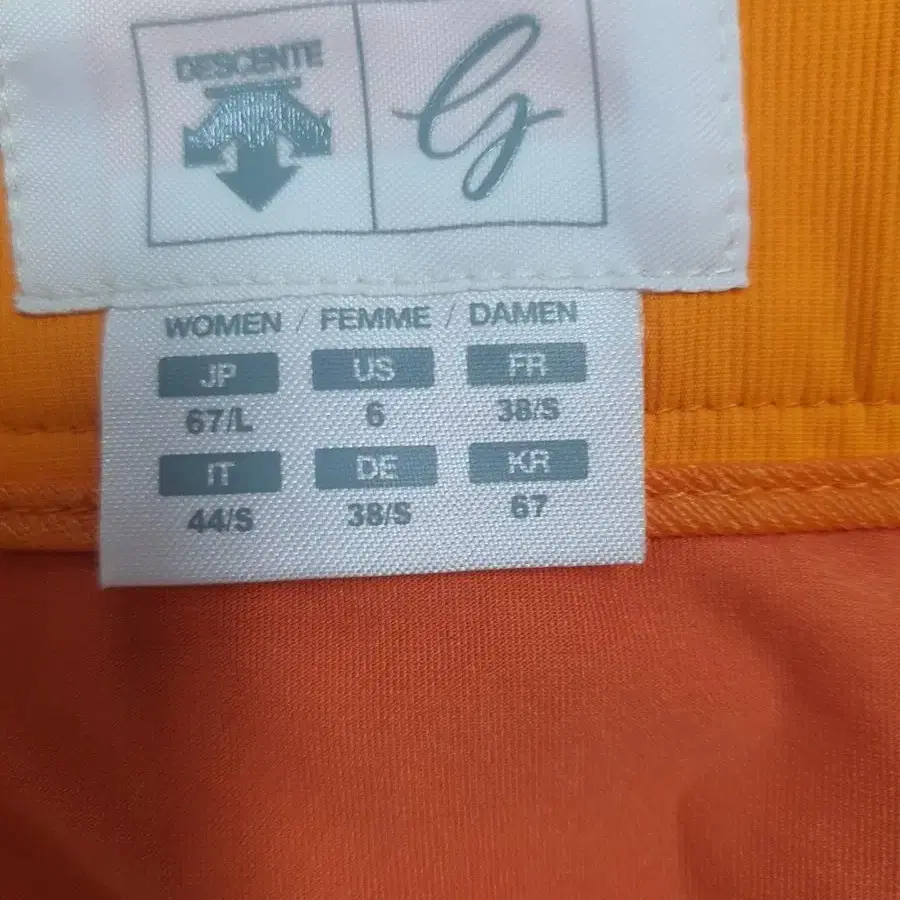 DESCENTE
WOMEN / FEMME / DAMEN
JP US FR
67/L 6 38/S
IT DE KR
44/S 38/S 67